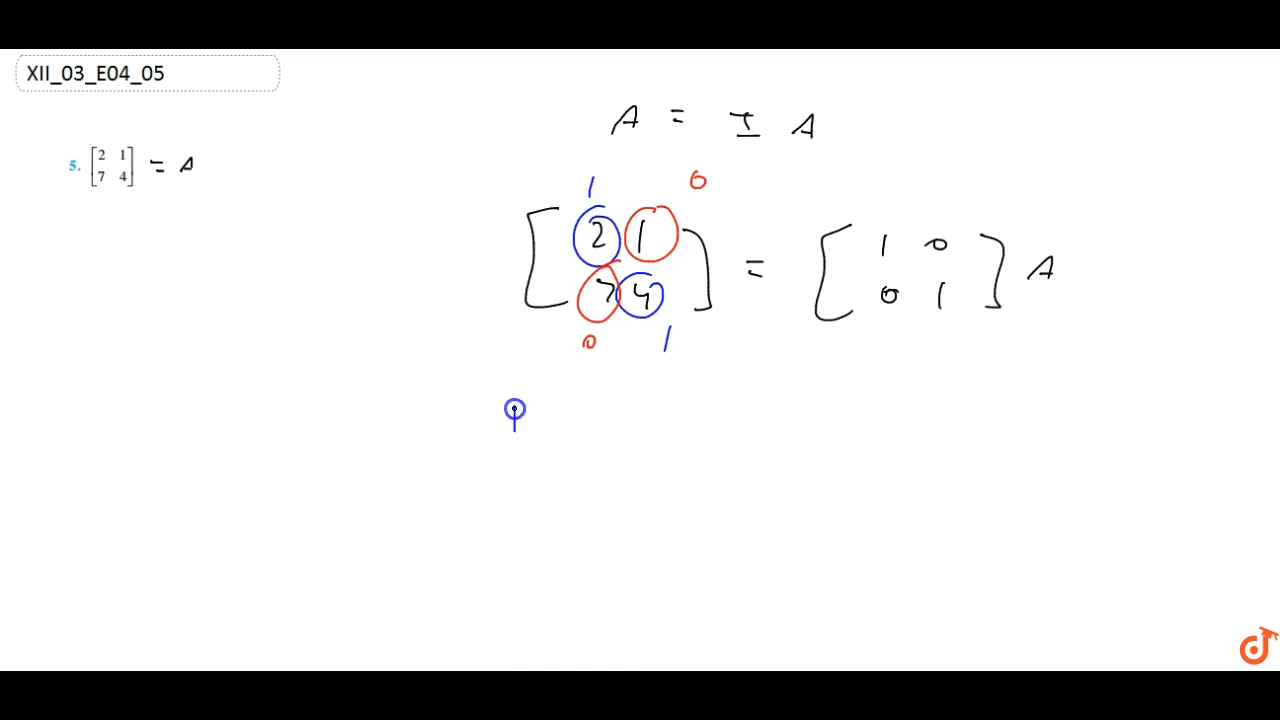 XII_03_E04_05
A = I A
5. [2 1
7 4] = A
1 0
[2 1
7 4] = [1 0
0 1] A
0 1